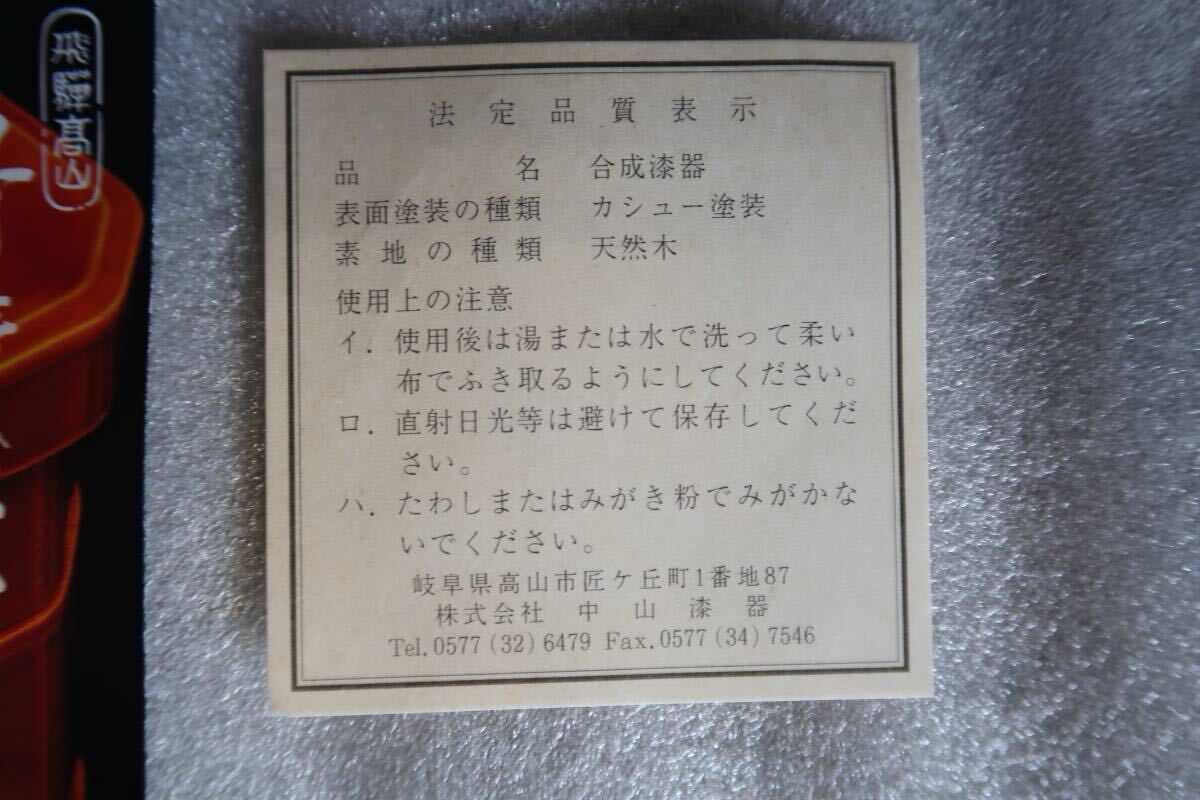 飛騨高山
法定品質表示
品名 合成漆器
表面塗装の種類 カシュー塗装
素地の種類 天然木
使用上の注意
イ. 使用後は湯または水で洗って柔い
布でふき取るようにしてください。
ロ. 直射日光等は避けて保存してくだ
さい。
ハ. たわしまたはみがき粉でみがかな
いでください。
岐阜県高山市匠ケ丘町1番地87
株式会社 中山漆器
Tel.0577(32)6479 Fax.0577(34)7546